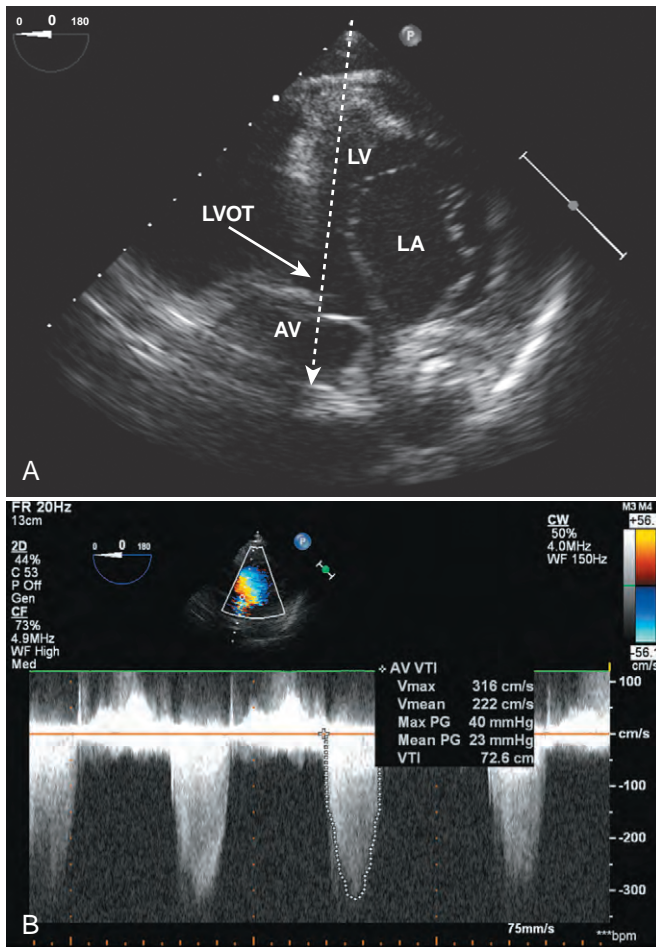 0 0 180
P
LV
LVOT
LA
AV
A
FR 20Hz
13cm
M3 M4
2D
44%
C 53
P Off
Gen
CF
73%
4.9MHz
WF High
Med
0 0 180
P
CW
50%
4.0MHz
WF 150Hz
+56.
-56.1
cm/s
AV VTI
Vmax 316 cm/s
Vmean 222 cm/s
Max PG 40 mmHg
Mean PG 23 mmHg
VTI 72.6 cm
100
cm/s
-100
-200
-300
B
75mm/s
***bpm